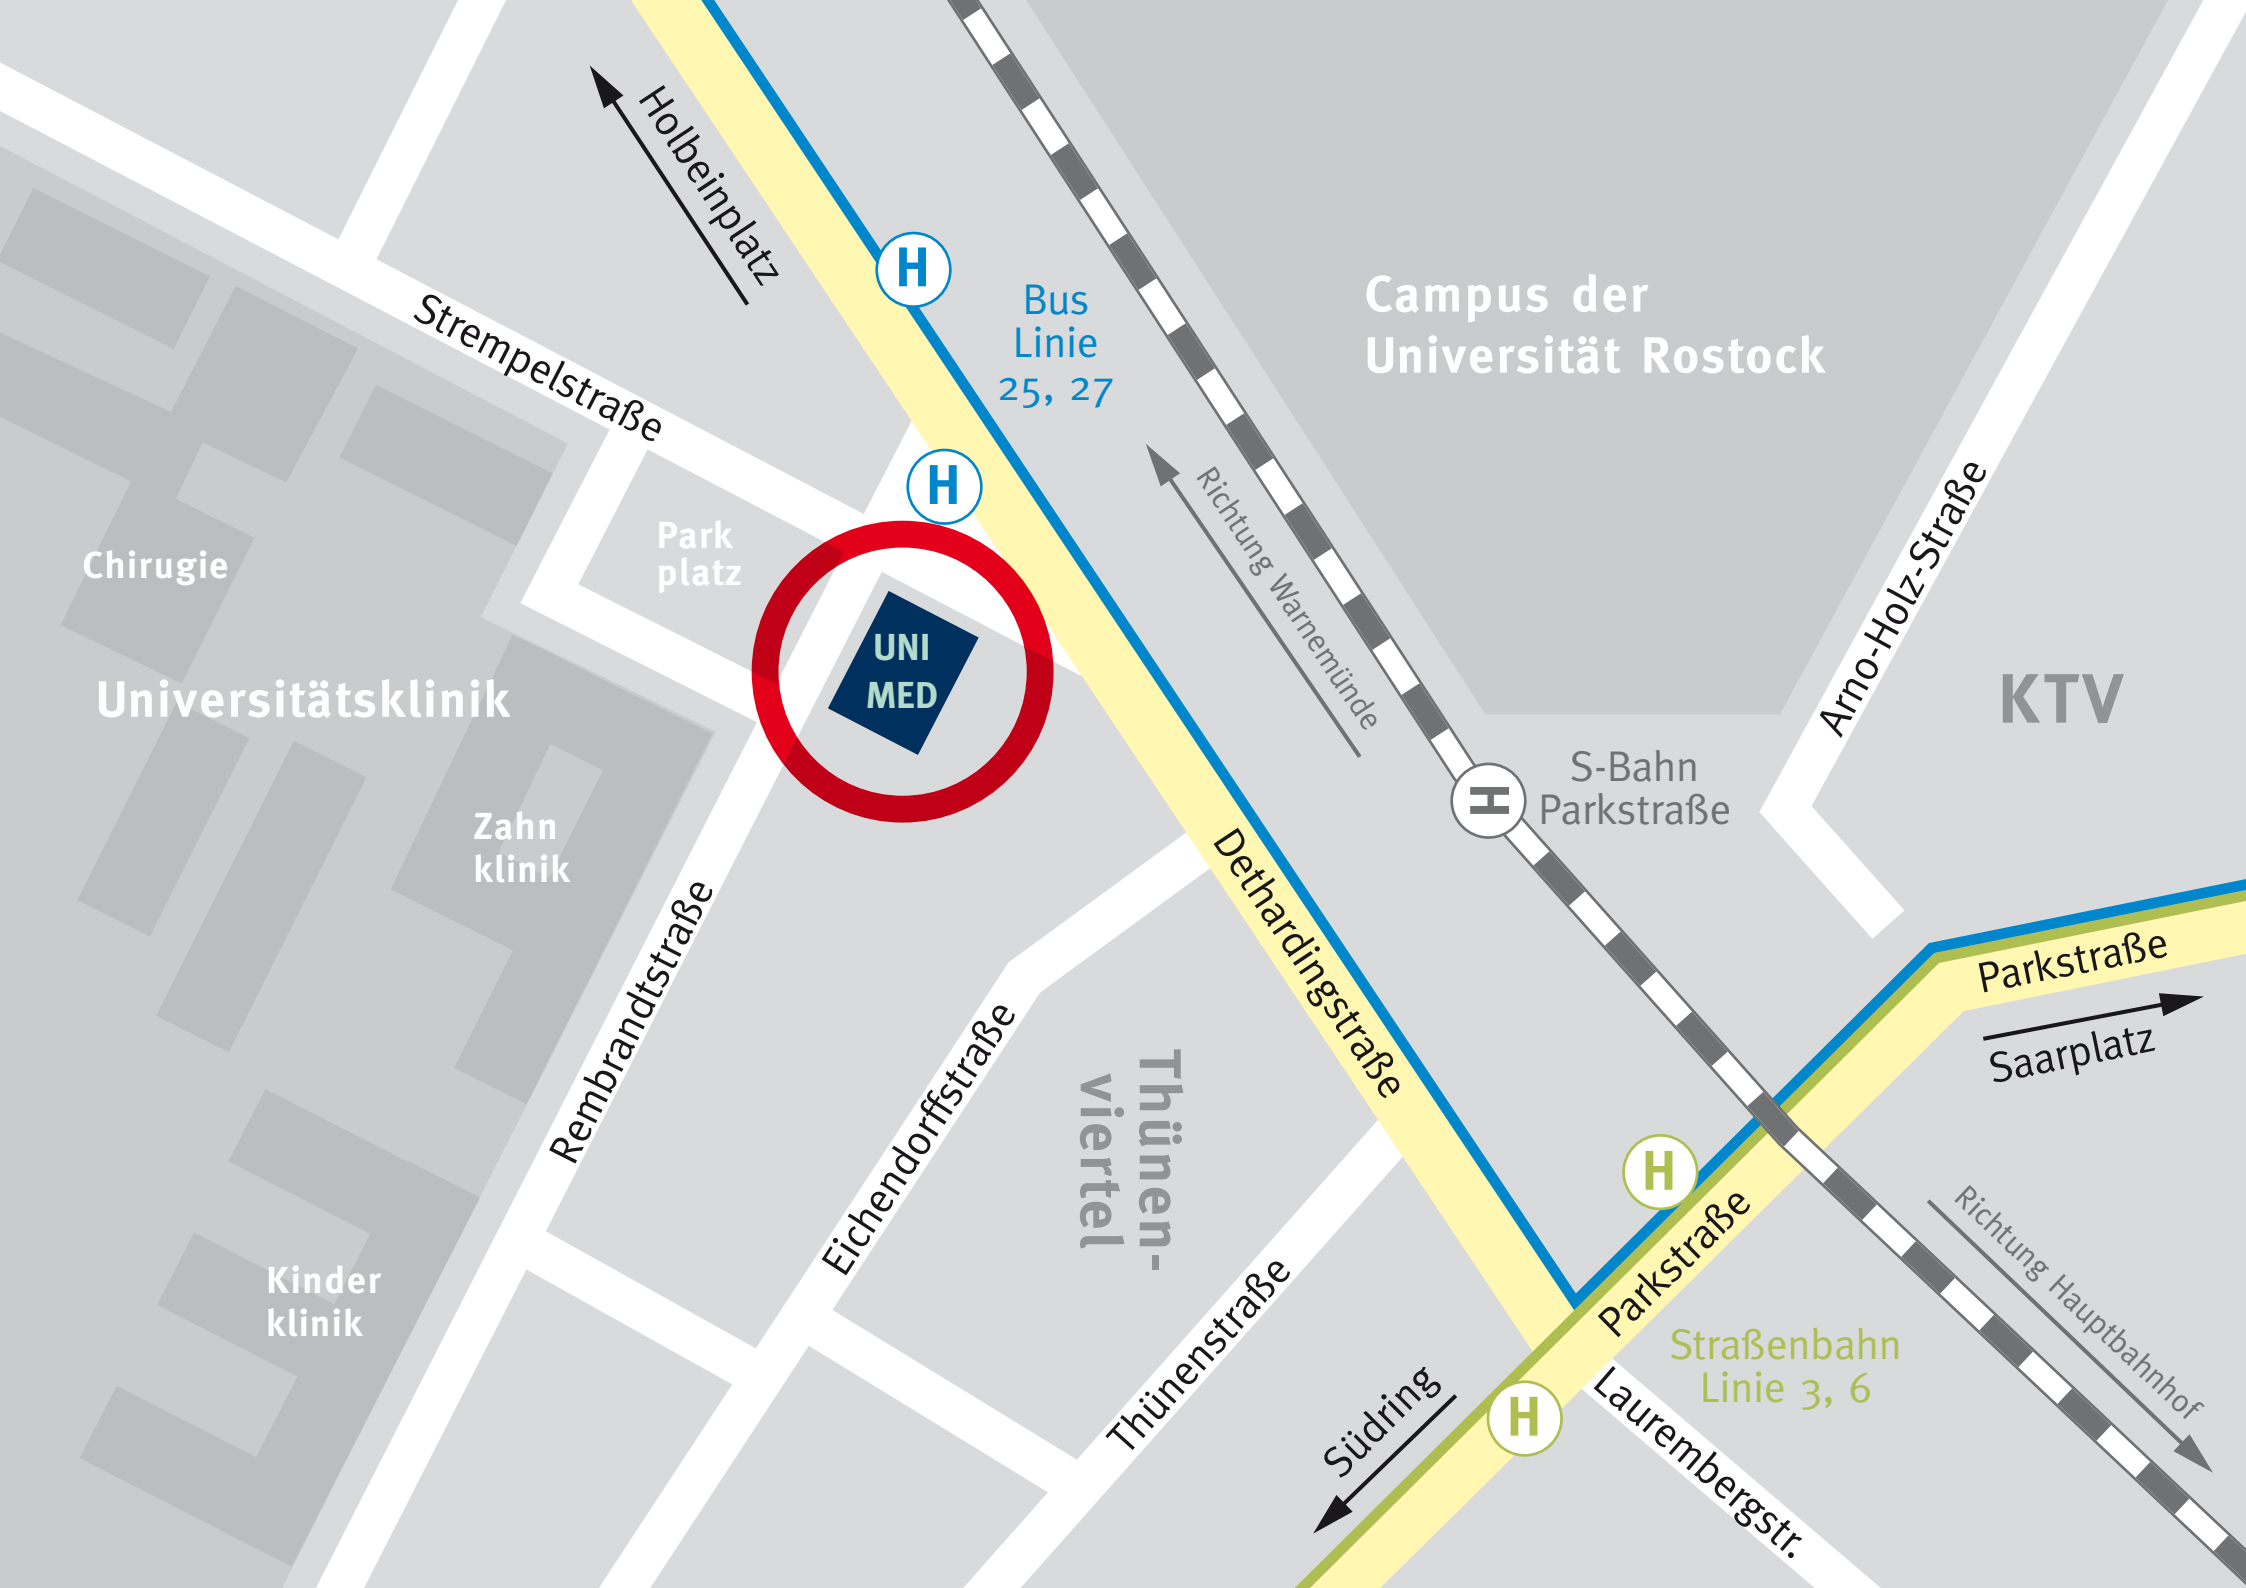 Holbeinplatz
H
Bus
Linie
25, 27
Campus der
Universität Rostock
Strempelstraße
H
Richtung Warnemünde
Arno-Holz-Straße
Park
platz
Chirugie
UNI
MED
Universitätsklinik
KTV
S-Bahn
Parkstraße
H
Zahn
klinik
Rembrandtstraße
Dethardingstraße
Parkstraße
Saarplatz
Eichendorffstraße
Thünen-
viertel
H
Parkstraße
Richtung Hauptbahnhof
Kinder
klinik
Thünenstraße
Straßenbahn
Linie 3, 6
Südring
H
Laurembergstr.